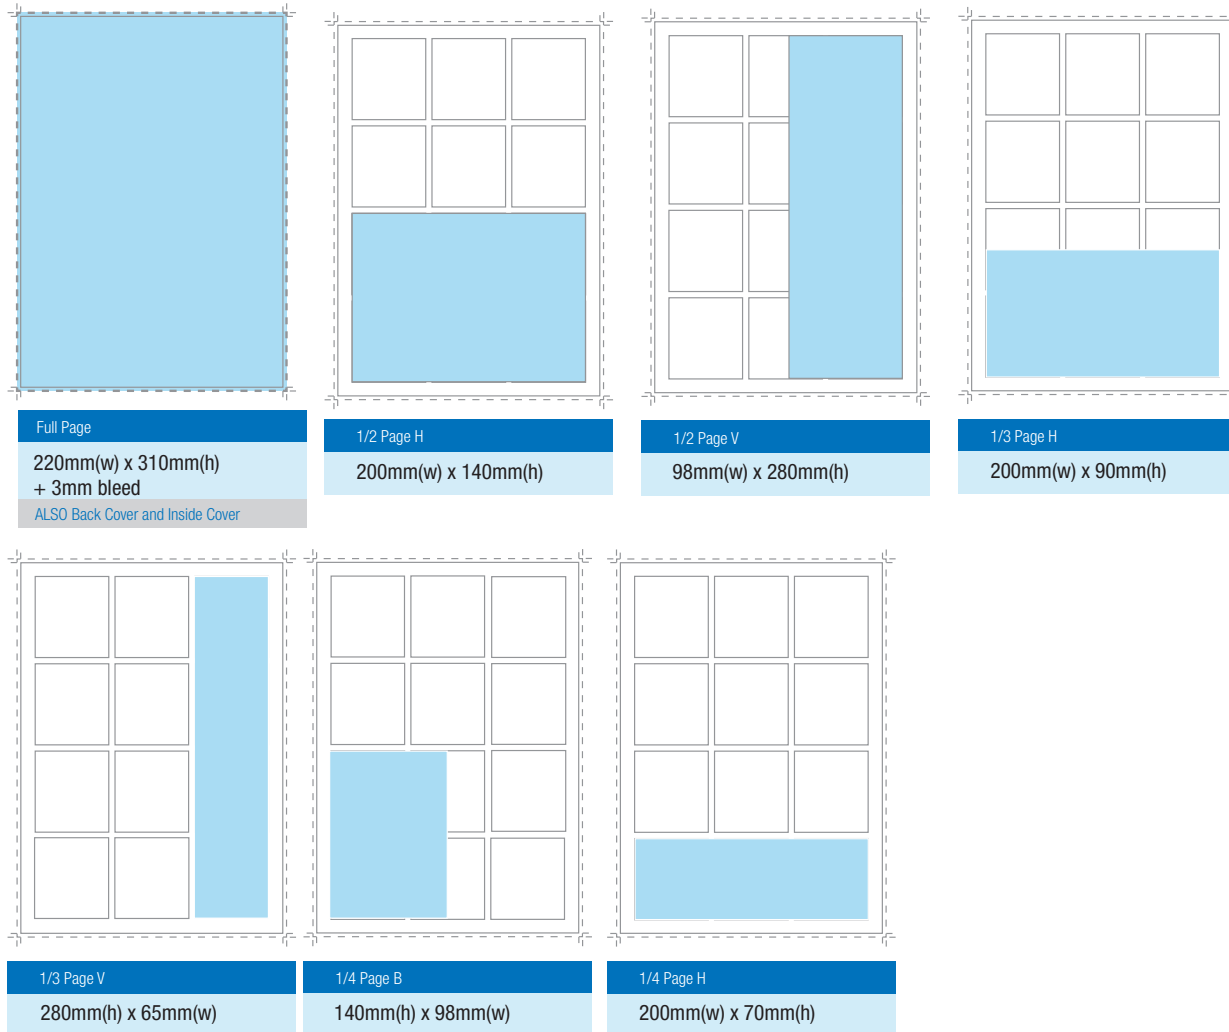 Full Page
220mm(w) x 310mm(h)
+ 3mm bleed
ALSO Back Cover and Inside Cover
1/2 Page H
200mm(w) x 140mm(h)
1/2 Page V
98mm(w) x 280mm(h)
1/3 Page H
200mm(w) x 90mm(h)
1/3 Page V
280mm(h) x 65mm(w)
1/4 Page B
140mm(h) x 98mm(w)
1/4 Page H
200mm(w) x 70mm(h)